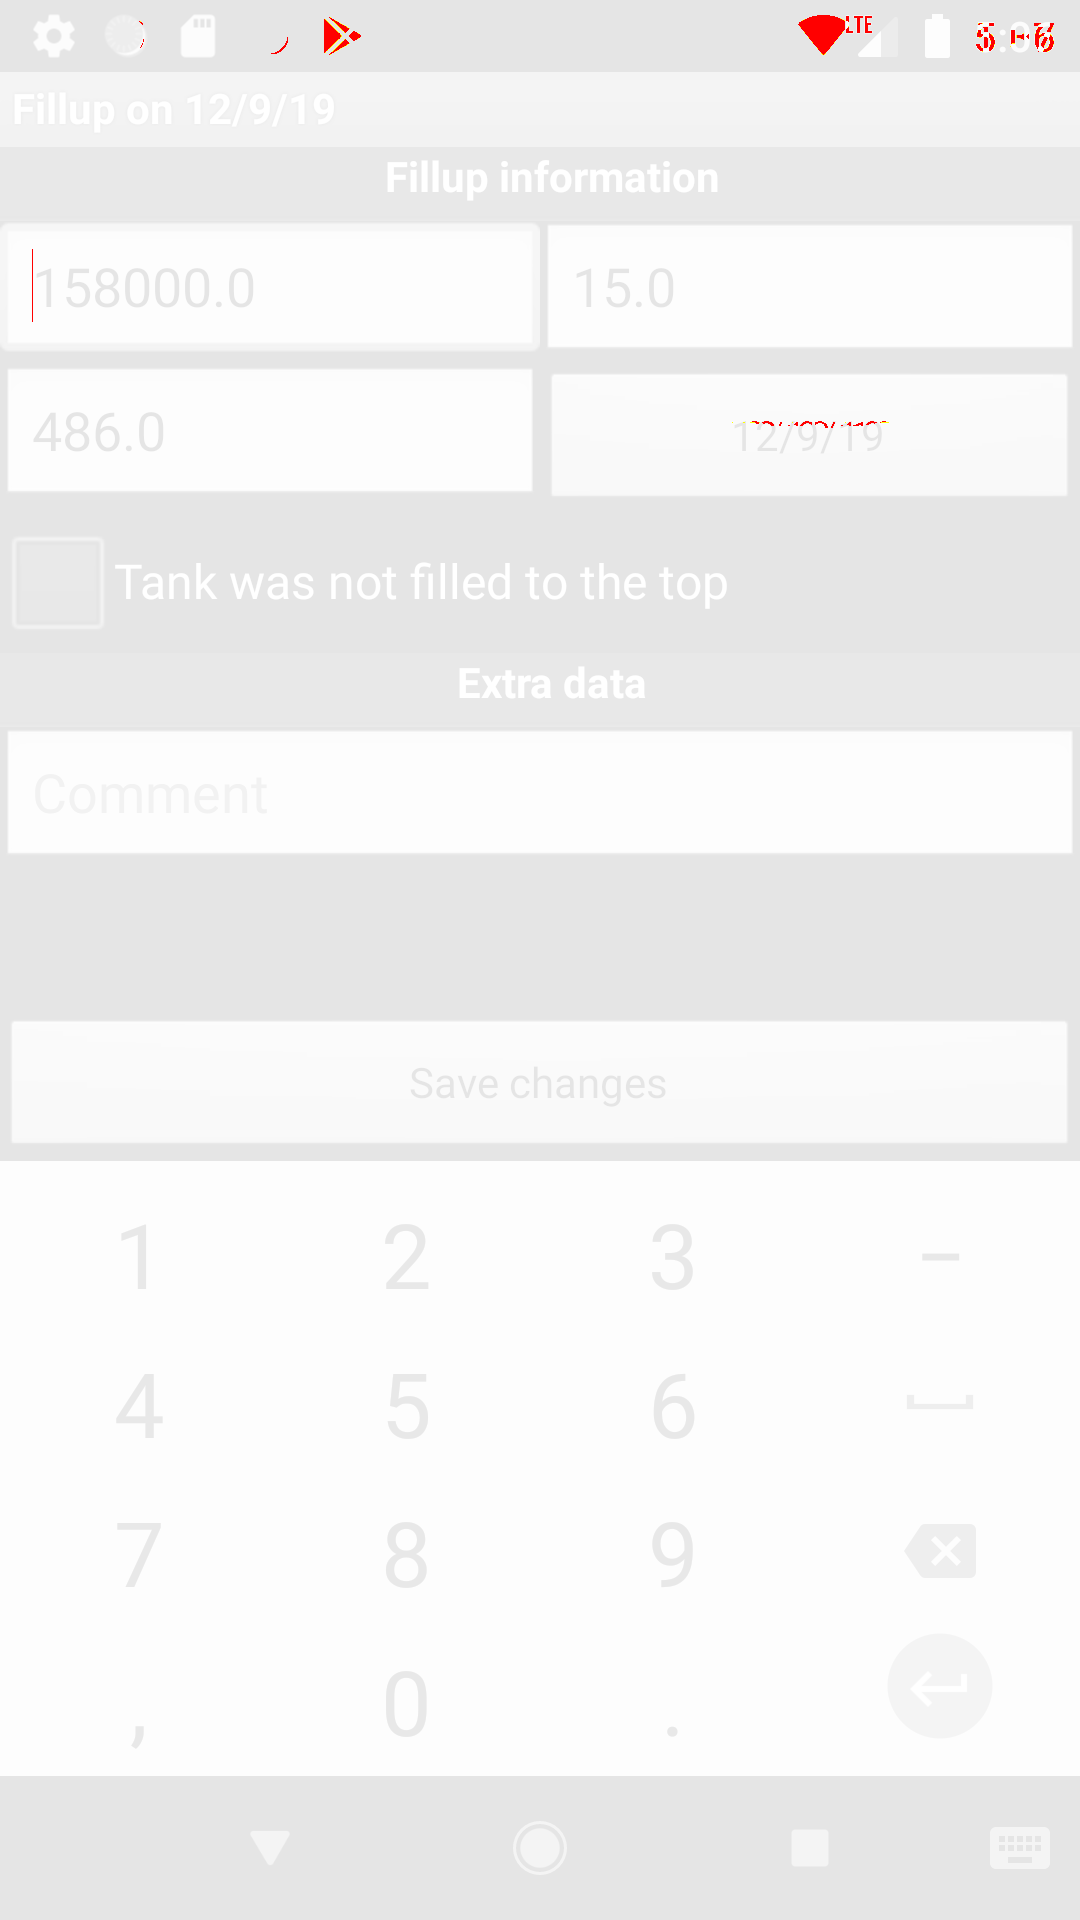 LTE
Fillup on 12/9/19
Fillup information
158000.0 15.0
486.0 12/9/19
Tank was not filled to the top
Extra data
Comment
Save changes
1 2 3 –
4 5 6
7 8 9
, 0 .